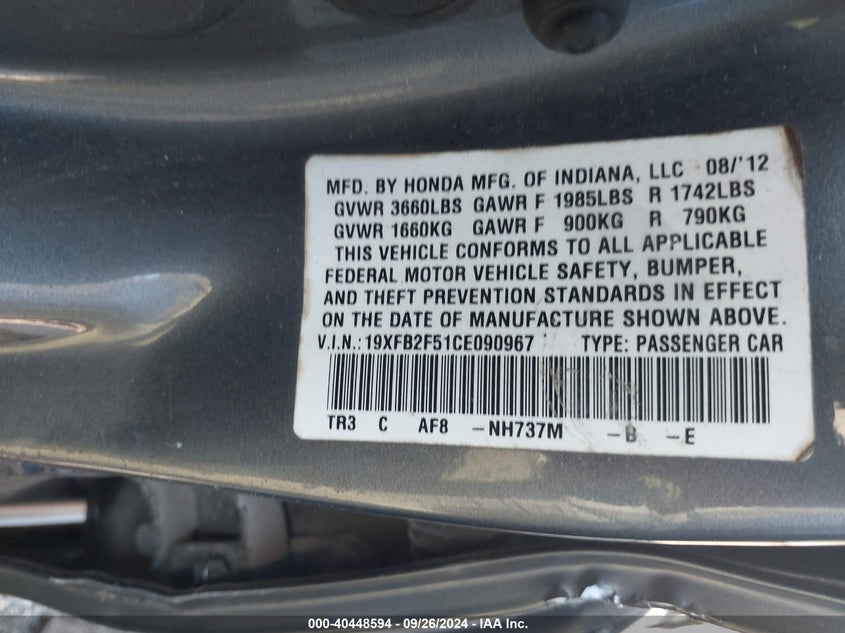 MFD. BY HONDA MFG. OF INDIANA, LLC 08/'12
GVWR 3660LBS GAWR F 1985LBS R 1742LBS
GVWR 1660KG GAWR F 900KG R 790KG
THIS VEHICLE CONFORMS TO ALL APPLICABLE
FEDERAL MOTOR VEHICLE SAFETY, BUMPER,
AND THEFT PREVENTION STANDARDS IN EFFECT
ON THE DATE OF MANUFACTURE SHOWN ABOVE.
V.I.N.:19XFB2F51CE090967 TYPE: PASSENGER CAR
TR3 C AF8 -NH737M -B -E
000-40448594 - 09/26/2024 - IAA Inc.